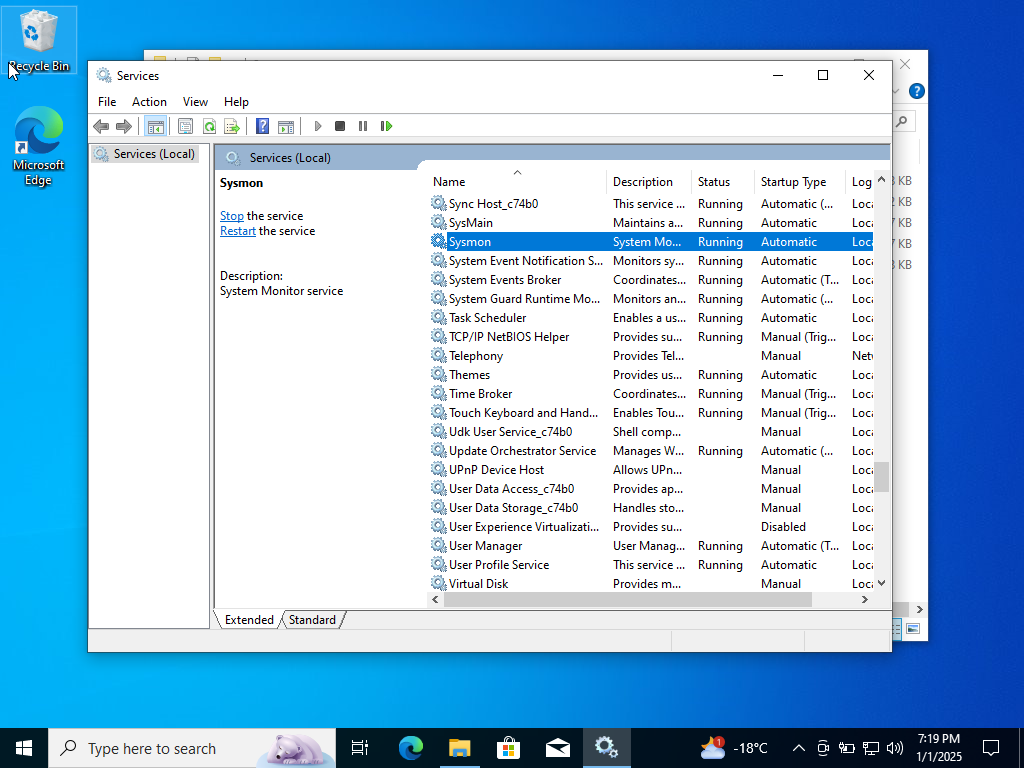 Recycle Bin
Microsoft
Edge
Services
File Action View Help
Services (Local)
Services (Local)
Sysmon
Stop the service
Restart the service
Description:
System Monitor service
Name Description Status Startup Type Log
Sync Host_c74b0 This service ... Running Automatic (... Loca
SysMain Maintains a... Running Automatic Loca
Sysmon System Mo... Running Automatic Loca
System Event Notification S... Monitors sy... Running Automatic Loca
System Events Broker Coordinates... Running Automatic (T... Loca
System Guard Runtime Mo... Monitors an... Running Automatic (... Loca
Task Scheduler Enables a us... Running Automatic Loca
TCP/IP NetBIOS Helper Provides su... Running Manual (Trig... Loca
Telephony Provides Tel... Manual Netv
Themes Provides us... Running Automatic Loca
Time Broker Coordinates... Running Manual (Trig... Loca
Touch Keyboard and Hand... Enables Tou... Running Manual (Trig... Loca
Udk User Service_c74b0 Shell comp... Manual Loca
Update Orchestrator Service Manages W... Running Automatic (... Loca
UPnP Device Host Allows UPn... Manual Loca
User Data Access_c74b0 Provides ap... Manual Loca
User Data Storage_c74b0 Handles sto... Manual Loca
User Experience Virtualizati... Provides su... Disabled Loca
User Manager User Manag... Running Automatic (T... Loca
User Profile Service This service ... Running Automatic Loca
Virtual Disk Provides m... Manual Loca
Extended Standard
KB
KB
KB
KB
KB
Type here to search
1
-18°C
7:19 PM
1/1/2025